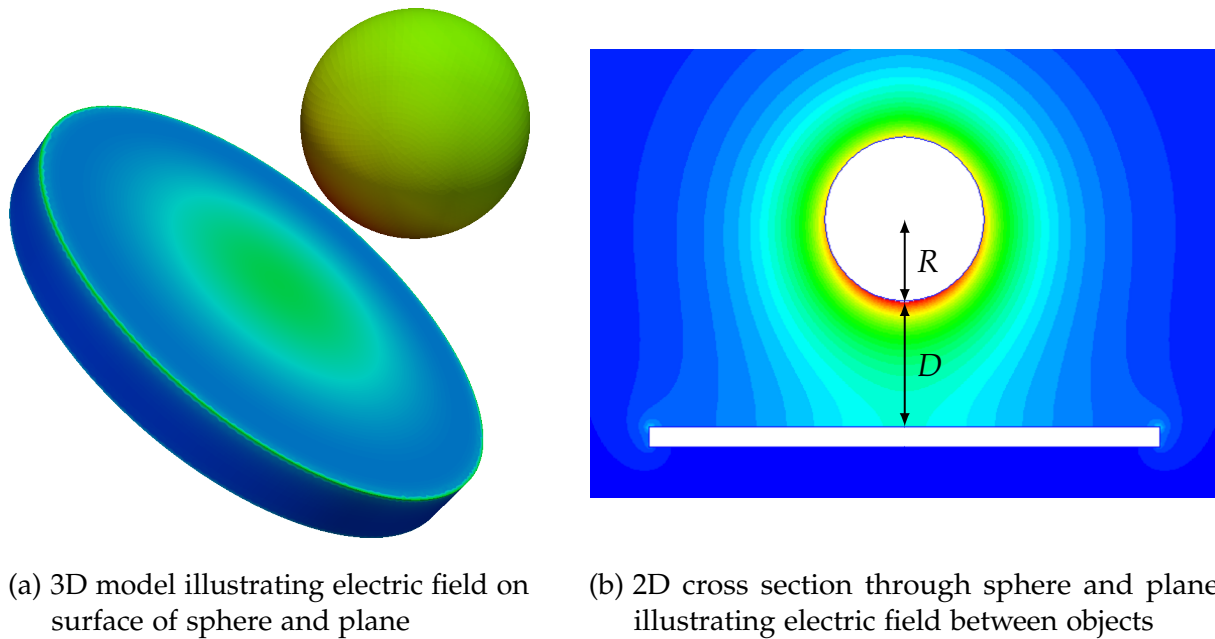 R
D
(a) 3D model illustrating electric field on
surface of sphere and plane
(b) 2D cross section through sphere and plane
illustrating electric field between objects